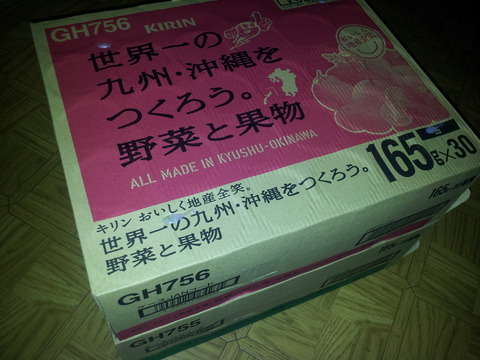 GH756 KIRIN
世界一の
九州・沖縄を
つくろう。
野菜と果物
ALL MADE IN KYUSHU-OKINAWA
165g×30
キリン おいしく地産全笑。
世界一の九州・沖縄をつくろう。
野菜と果物
165
GH756
GH755